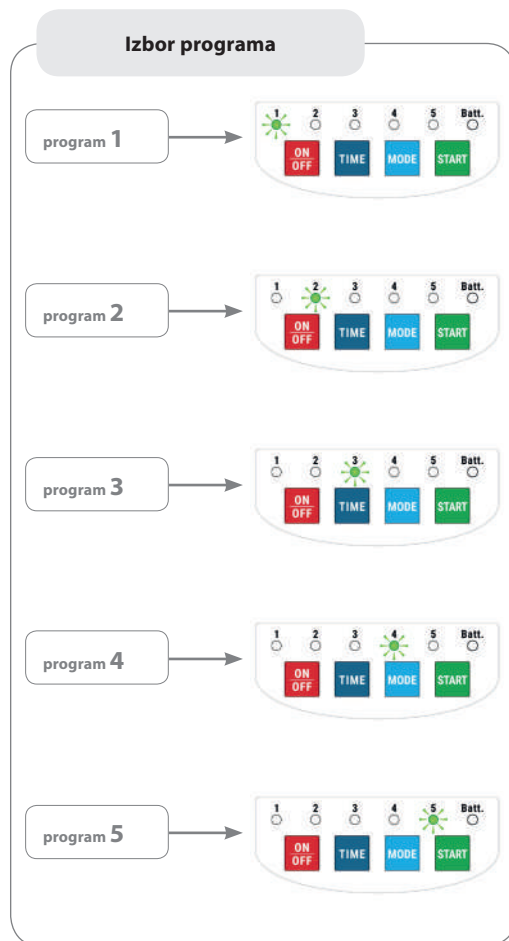 Izbor programa
program 1
1 2 3 4 5 Batt.
ON
OFF TIME MODE START
program 2
1 2 3 4 5 Batt.
ON
OFF TIME MODE START
program 3
1 2 3 4 5 Batt.
ON
OFF TIME MODE START
program 4
1 2 3 4 5 Batt.
ON
OFF TIME MODE START
program 5
1 2 3 4 5 Batt.
ON
OFF TIME MODE START